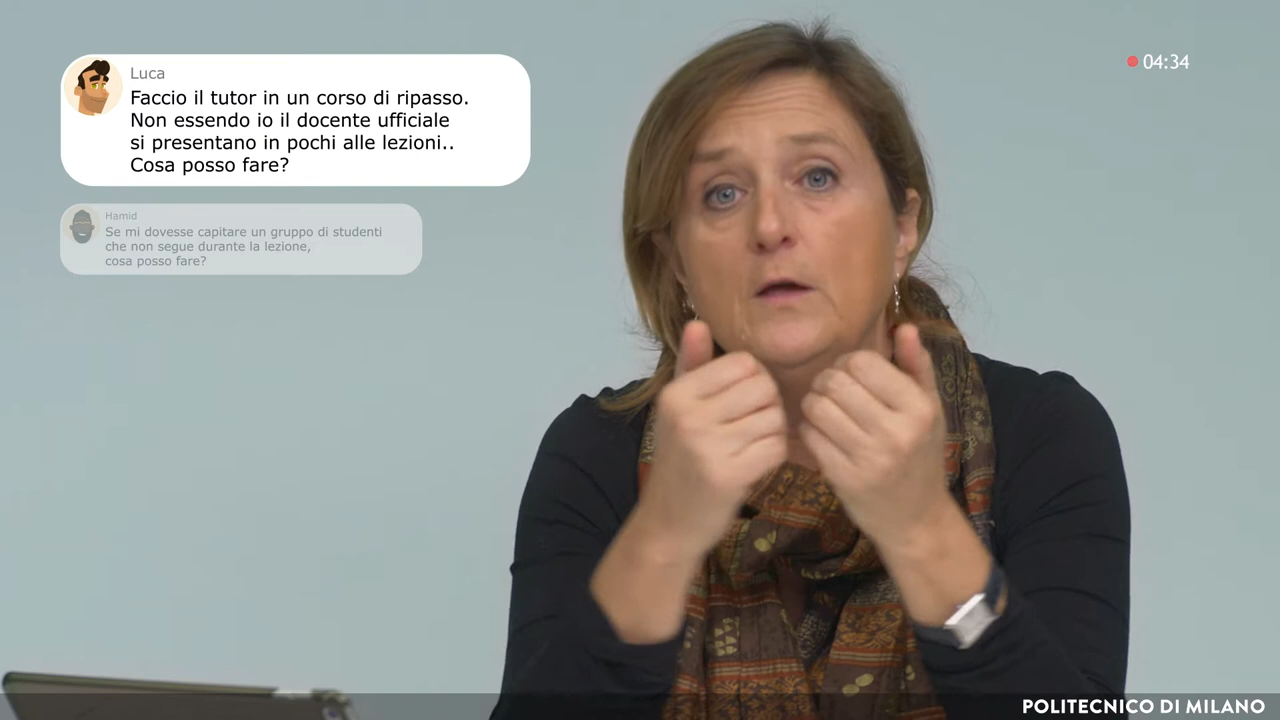 Luca
Faccio il tutor in un corso di ripasso.
Non essendo io il docente ufficiale
si presentano in pochi alle lezioni..
Cosa posso fare?
04:34
Hamid
Se mi dovesse capitare un gruppo di studenti
che non segue durante la lezione,
cosa posso fare?
POLITECNICO DI MILANO